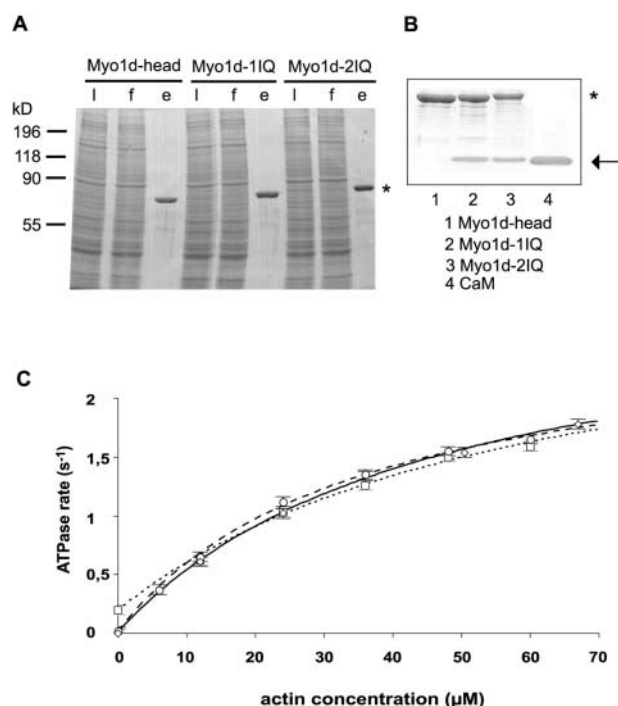 A
Myo1d-head Myo1d-1IQ Myo1d-2IQ
kD l f e l f e l f e
196
118
90
*
55
B
*
1 2 3 4
1 Myo1d-head
2 Myo1d-1IQ
3 Myo1d-2IQ
4 CaM
C
ATPase rate (s-1)
2
1.5
1
0,5
0
0 10 20 30 40 50 60 70
actin concentration (µM)